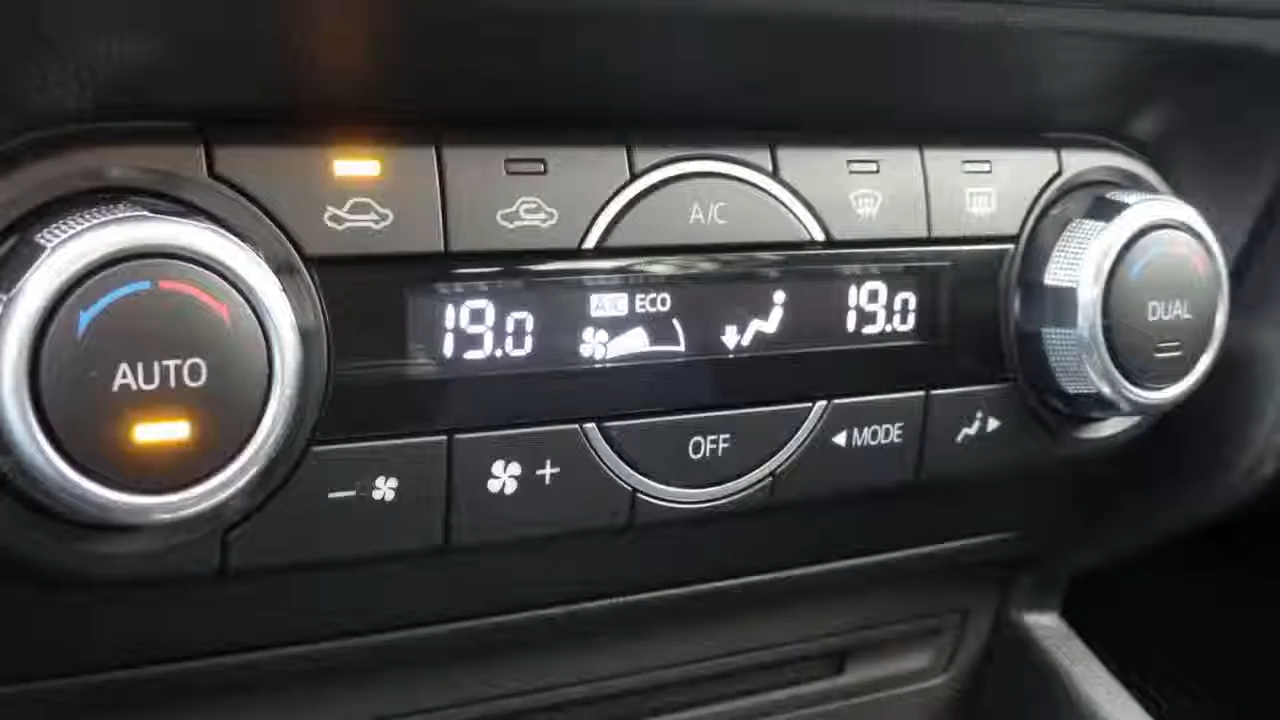 A/C
19.0 A/C ECO 19.0
AUTO
DUAL
− + OFF ◀ MODE ▶